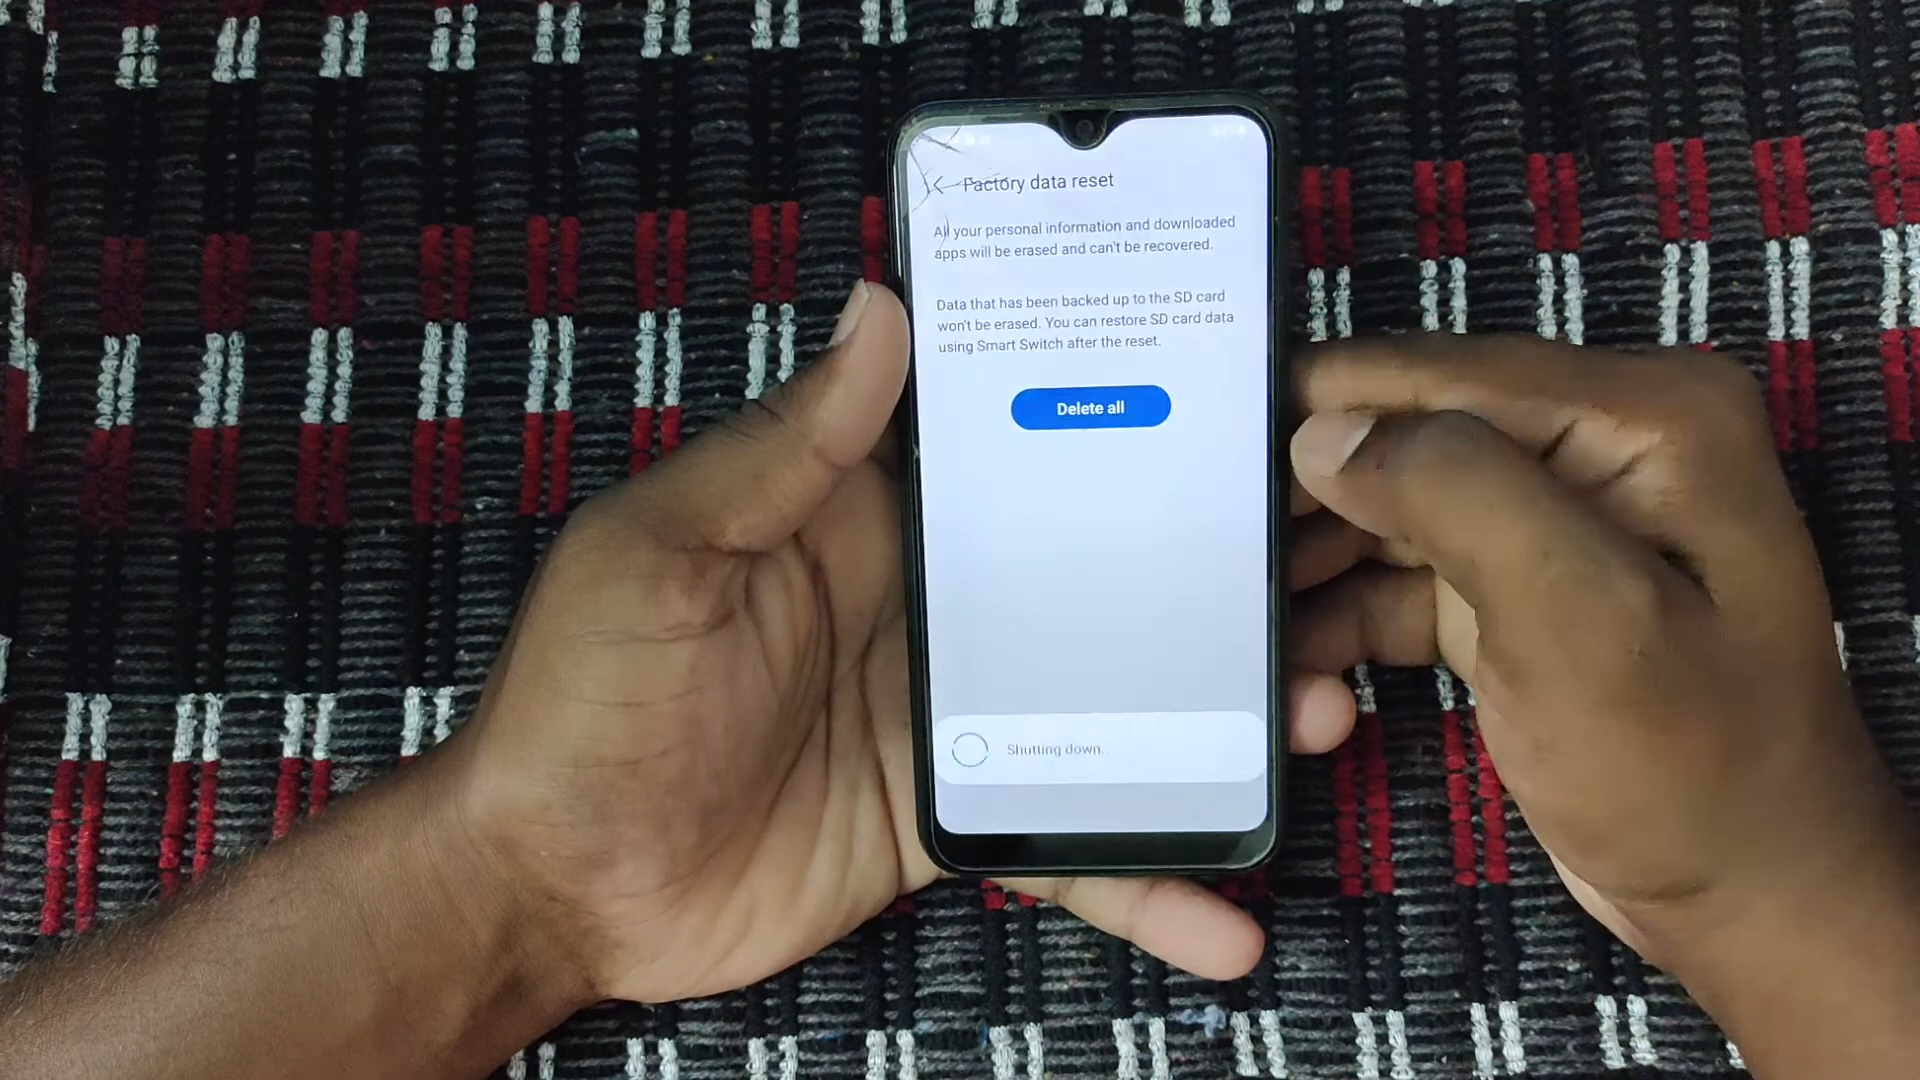 Factory data reset
All your personal information and downloaded
apps will be erased and can't be recovered.
Data that has been backed up to the SD card
won't be erased. You can restore SD card data
using Smart Switch after the reset.
Delete all
Shutting down..